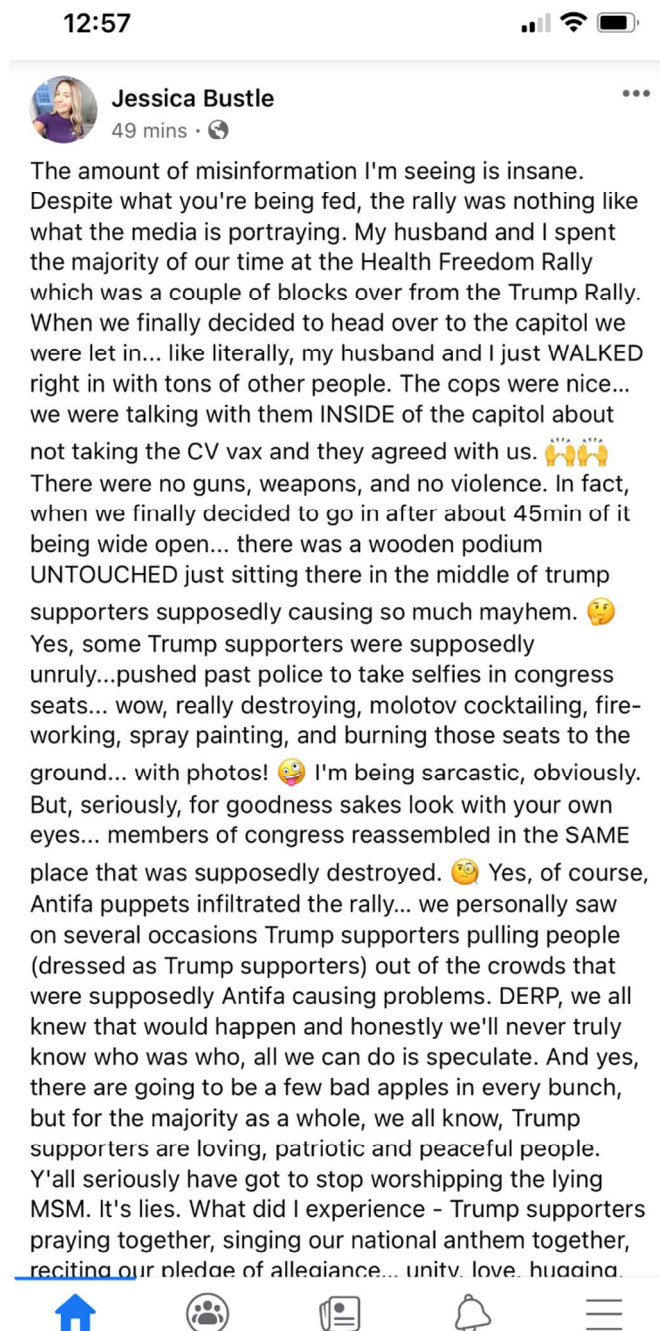 12:57
Jessica Bustle
49 mins ·
The amount of misinformation I'm seeing is insane.
Despite what you're being fed, the rally was nothing like
what the media is portraying. My husband and I spent
the majority of our time at the Health Freedom Rally
which was a couple of blocks over from the Trump Rally.
When we finally decided to head over to the capitol we
were let in... like literally, my husband and I just WALKED
right in with tons of other people. The cops were nice...
we were talking with them INSIDE of the capitol about
not taking the CV vax and they agreed with us. 🙌🙌
There were no guns, weapons, and no violence. In fact,
when we finally decided to go in after about 45min of it
being wide open... there was a wooden podium
UNTOUCHED just sitting there in the middle of trump
supporters supposedly causing so much mayhem. 🤔
Yes, some Trump supporters were supposedly
unruly...pushed past police to take selfies in congress
seats... wow, really destroying, molotov cocktailing, fire-
working, spray painting, and burning those seats to the
ground... with photos! 🤪 I'm being sarcastic, obviously.
But, seriously, for goodness sakes look with your own
eyes... members of congress reassembled in the SAME
place that was supposedly destroyed. 🧐 Yes, of course,
Antifa puppets infiltrated the rally... we personally saw
on several occasions Trump supporters pulling people
(dressed as Trump supporters) out of the crowds that
were supposedly Antifa causing problems. DERP, we all
knew that would happen and honestly we'll never truly
know who was who, all we can do is speculate. And yes,
there are going to be a few bad apples in every bunch,
but for the majority as a whole, we all know, Trump
supporters are loving, patriotic and peaceful people.
Y'all seriously have got to stop worshipping the lying
MSM. It's lies. What did I experience - Trump supporters
praying together, singing our national anthem together,
reciting our pledge of allegiance... unity, love, hugging,